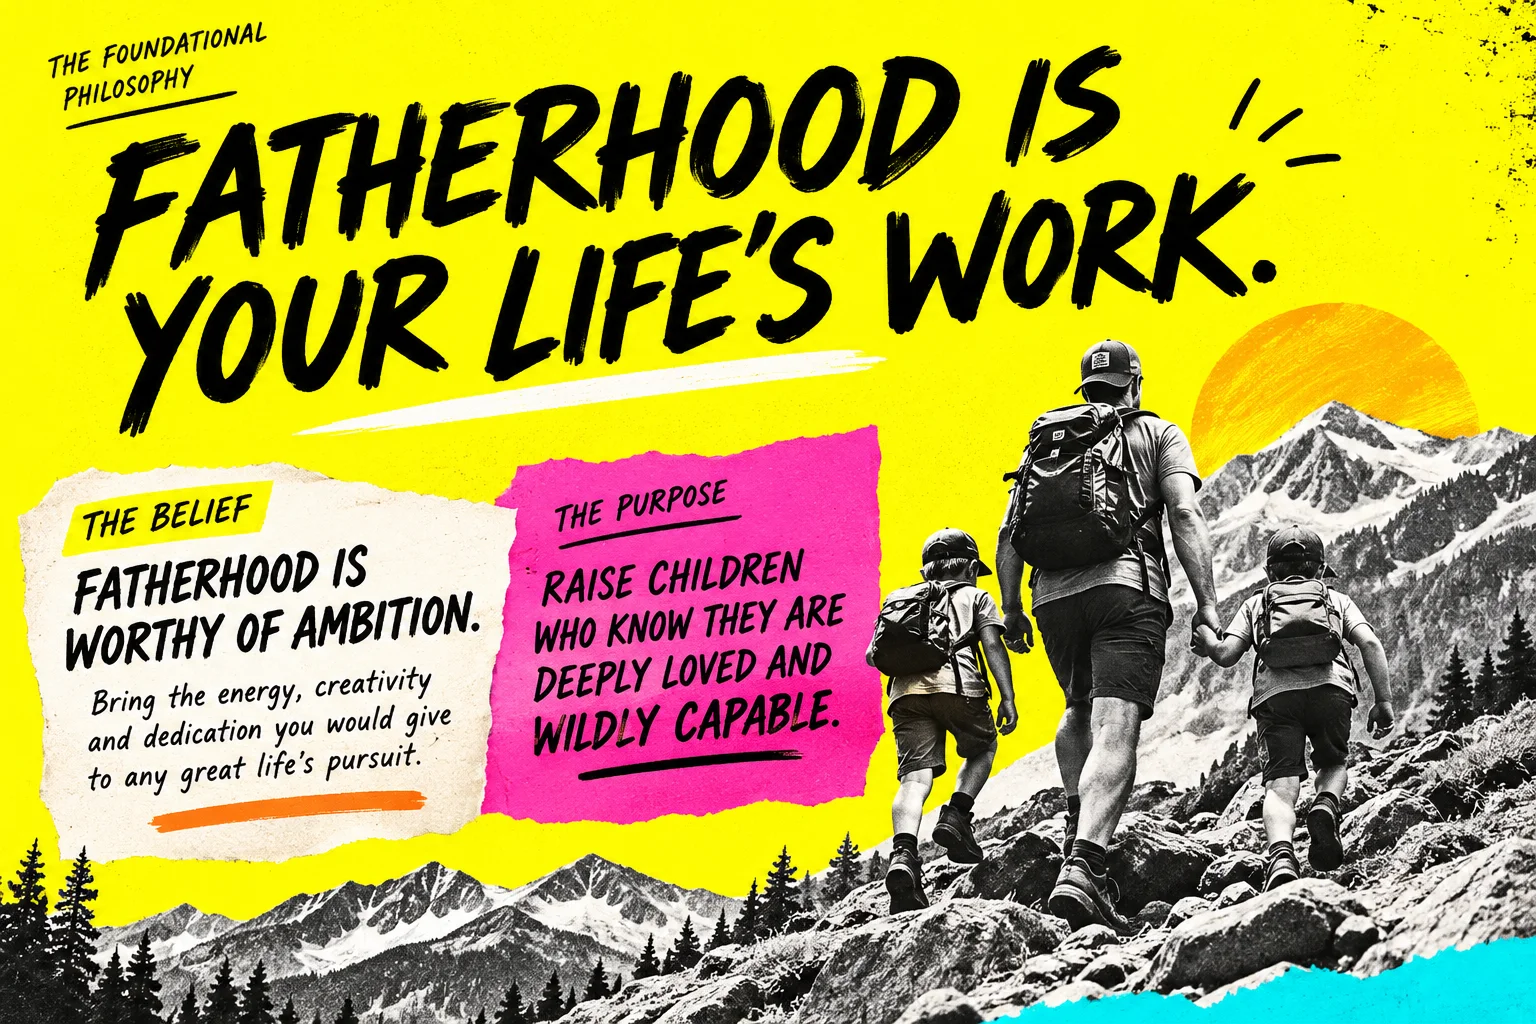 THE FOUNDATIONAL
PHILOSOPHY
FATHERHOOD IS
YOUR LIFE'S WORK.
THE BELIEF
FATHERHOOD IS
WORTHY OF AMBITION.
Bring the energy, creativity
and dedication you would give
to any great life's pursuit.
THE PURPOSE
RAISE CHILDREN
WHO KNOW THEY ARE
DEEPLY LOVED AND
WILDLY CAPABLE.